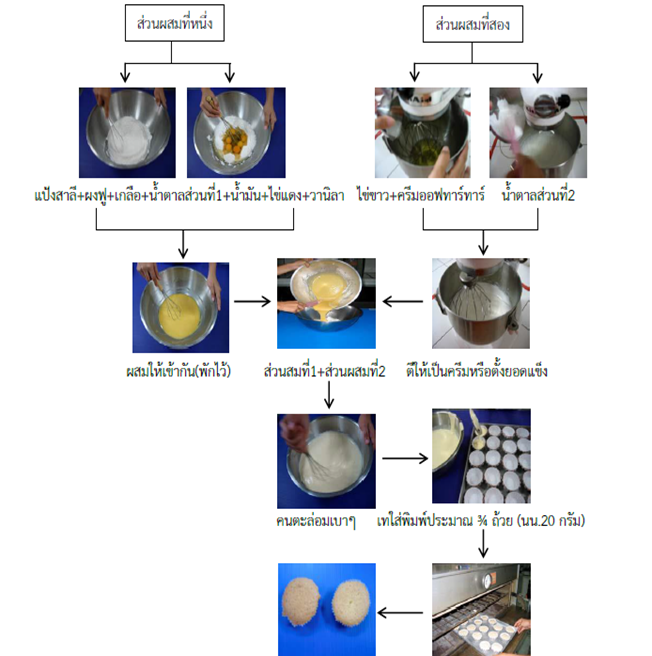 ส่วนผสมที่หนึ่ง
ส่วนผสมที่สอง
แป้งสาลี+ผงฟู+เกลือ+น้ำตาลส่วนที่1+น้ำมัน+ไข่แดง+วานิลา
ไข่ขาว+ครีมออฟทาร์ทาร์
น้ำตาลส่วนที่2
ผสมให้เข้ากัน(พักไว้)
ส่วนสมที่1+ส่วนผสมที่2
ตีให้เป็นครีมหรือตั้งยอดแข็ง
คนตะล่อมเบาๆ
เทใส่พิมพ์ประมาณ ¾ ถ้วย (นน.20 กรัม)